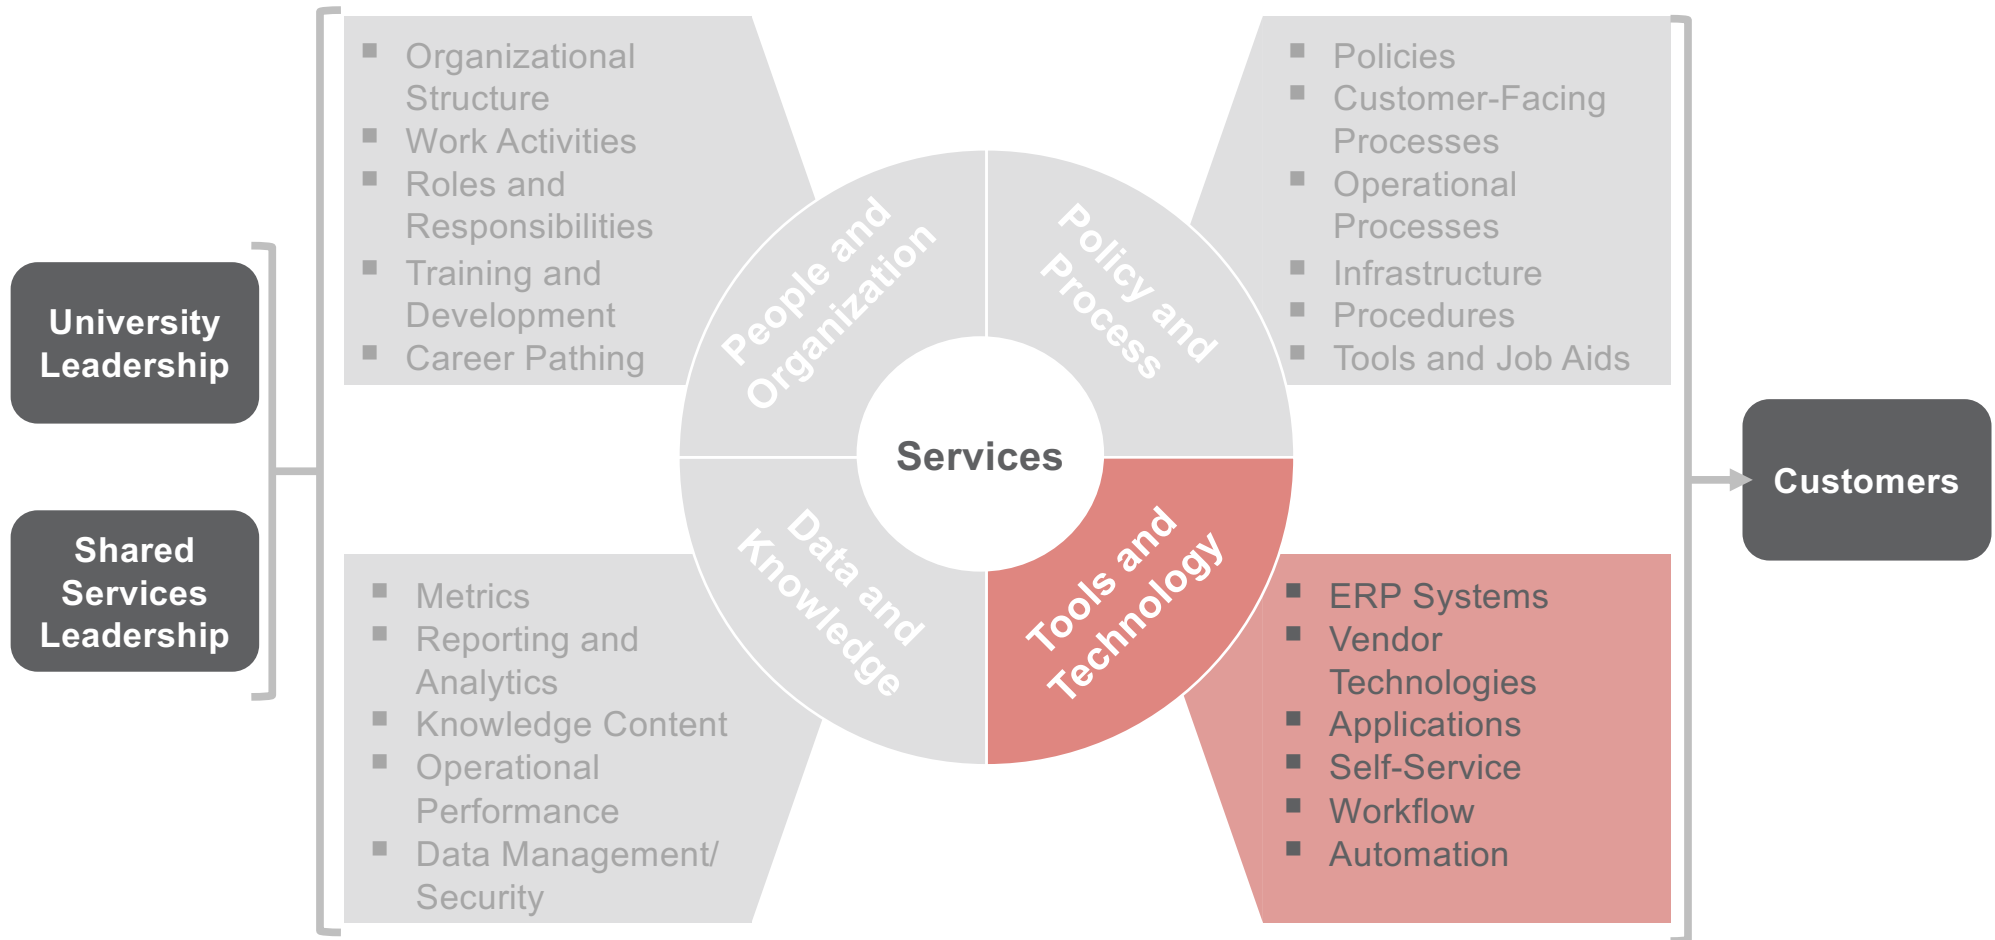 University
Leadership
Shared
Services
Leadership
▪ Organizational
Structure
▪ Work Activities
▪ Roles and
Responsibilities
▪ Training and
Development
▪ Career Pathing
▪ Metrics
▪ Reporting and
Analytics
▪ Knowledge Content
▪ Operational
Performance
▪ Data Management/
Security
People and
Organization
Policy and
Process
Services
Data and
Knowledge
Tools and
Technology
▪ Policies
▪ Customer-Facing
Processes
▪ Operational
Processes
▪ Infrastructure
▪ Procedures
▪ Tools and Job Aids
▪ ERP Systems
▪ Vendor
Technologies
▪ Applications
▪ Self-Service
▪ Workflow
▪ Automation
Customers